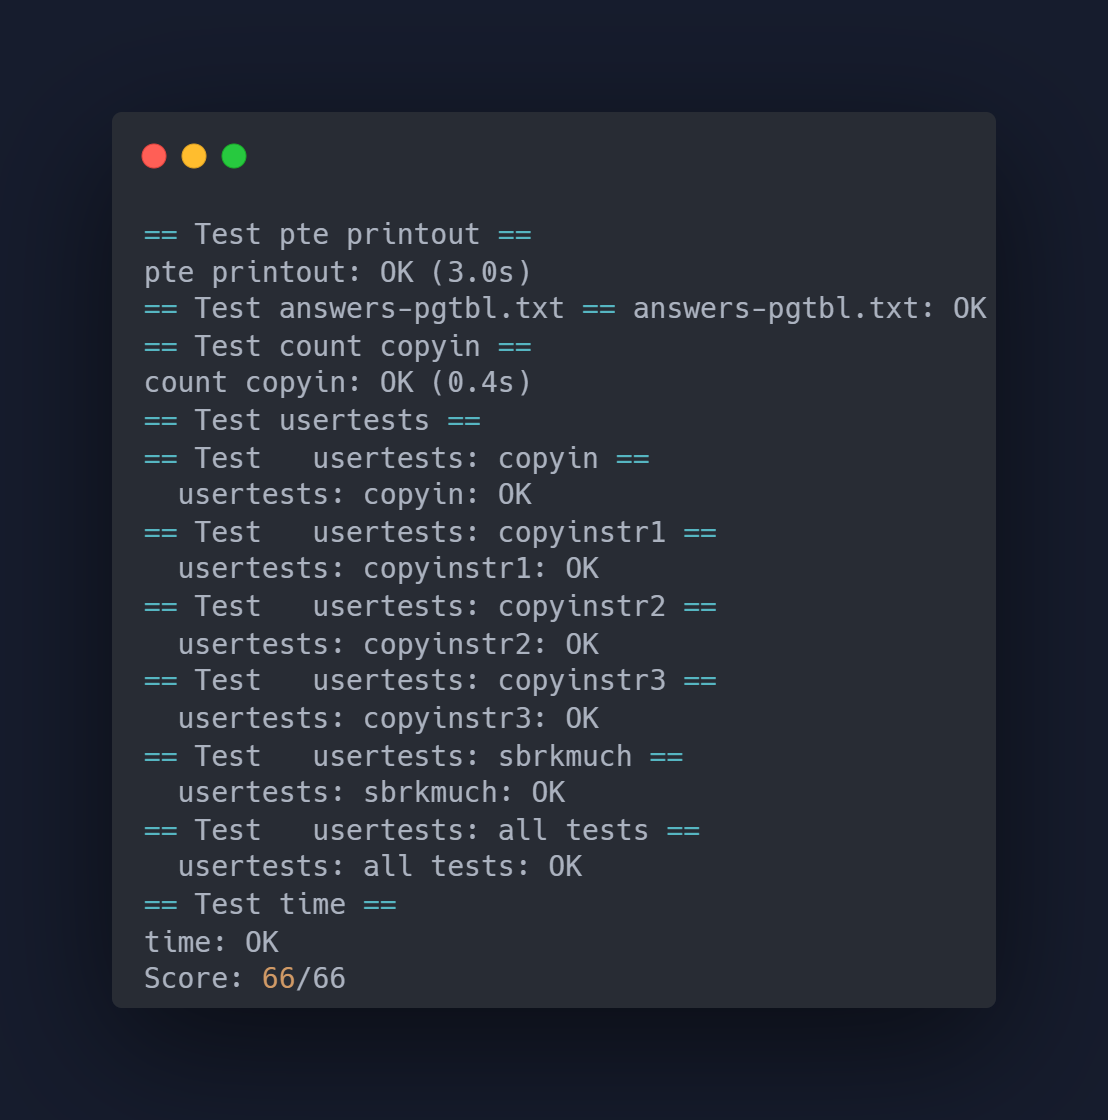 == Test pte printout ==
pte printout: OK (3.0s)
== Test answers-pgtbl.txt == answers-pgtbl.txt: OK
== Test count copyin ==
count copyin: OK (0.4s)
== Test usertests ==
== Test   usertests: copyin ==
  usertests: copyin: OK
== Test   usertests: copyinstr1 ==
  usertests: copyinstr1: OK
== Test   usertests: copyinstr2 ==
  usertests: copyinstr2: OK
== Test   usertests: copyinstr3 ==
  usertests: copyinstr3: OK
== Test   usertests: sbrkmuch ==
  usertests: sbrkmuch: OK
== Test   usertests: all tests ==
  usertests: all tests: OK
== Test time ==
time: OK
Score: 66/66